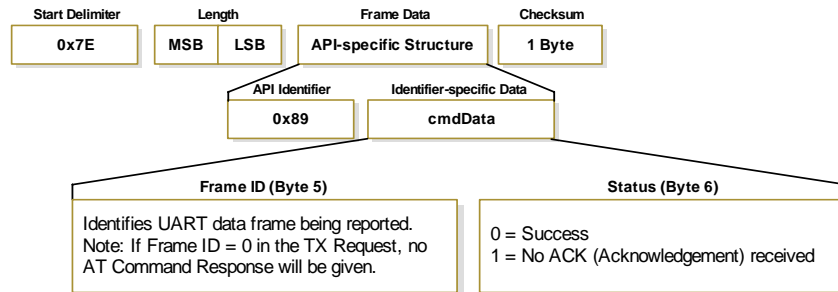 Start Delimiter Length Frame Data Checksum
0x7E MSB LSB API-specific Structure 1 Byte
API Identifier Identifier-specific Data
0x89 cmdData
Frame ID (Byte 5) Status (Byte 6)
Identifies UART data frame being reported.
Note: If Frame ID = 0 in the TX Request, no
AT Command Response will be given.
0 = Success
1 = No ACK (Acknowledgement) received